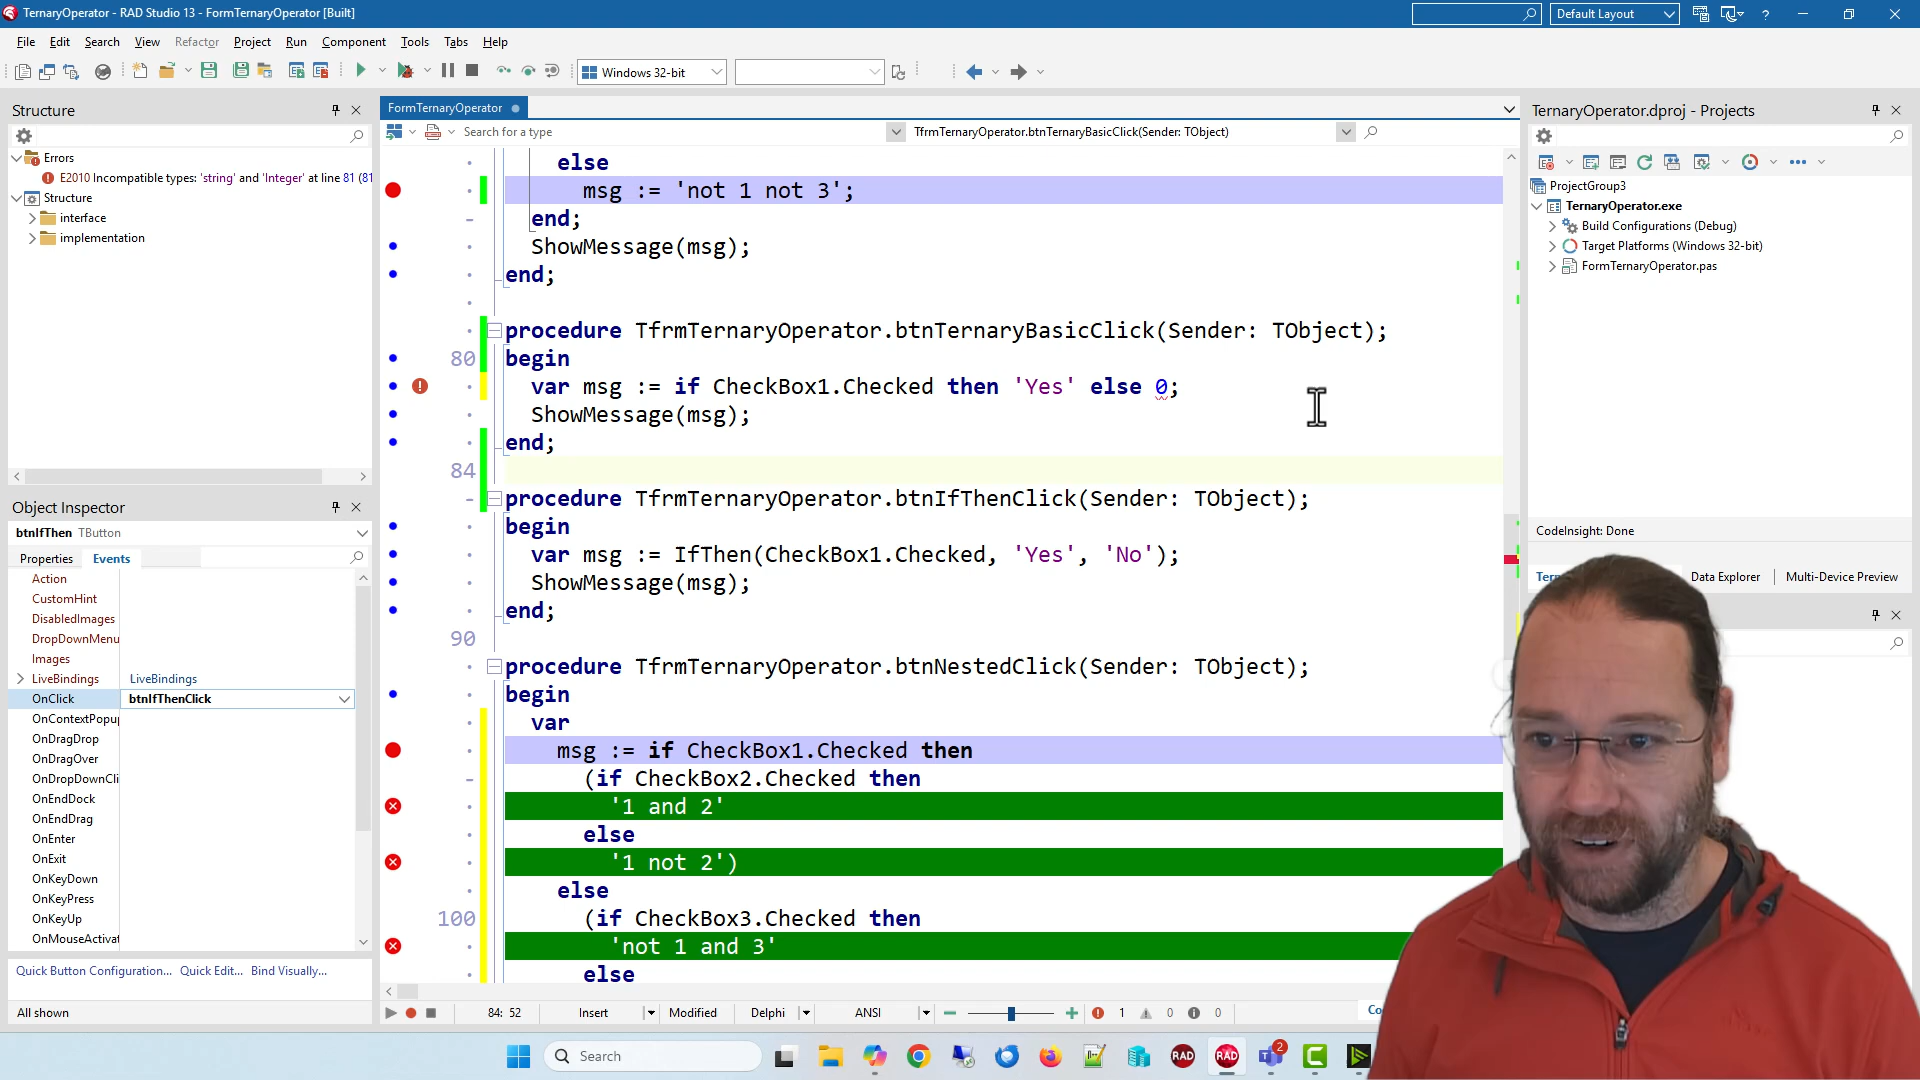 TernaryOperator - RAD Studio 13 - FormTernaryOperator [Built]
Default Layout
?
File Edit Search View Refactor Project Run Component Tools Tabs Help
Windows 32-bit
Structure
Errors
E2010 Incompatible types: 'string' and 'Integer' at line 81 (81
Structure
interface
implementation
Object Inspector
btnIfThen TButton
Properties Events
Action
CustomHint
DisabledImages
DropDownMenu
Images
LiveBindings LiveBindings
OnClick btnIfThenClick
OnContextPopup
OnDragDrop
OnDragOver
OnDropDownCli
OnEndDock
OnEndDrag
OnEnter
OnExit
OnKeyDown
OnKeyPress
OnKeyUp
OnMouseActivat
Quick Button Configuration... Quick Edit... Bind Visually...
All shown
FormTernaryOperator
Search for a type
TfrmTernaryOperator.btnTernaryBasicClick(Sender: TObject)
else
msg := 'not 1 not 3';
end;
ShowMessage(msg);
end;
procedure TfrmTernaryOperator.btnTernaryBasicClick(Sender: TObject);
80 begin
var msg := if CheckBox1.Checked then 'Yes' else 0;
ShowMessage(msg);
end;
84
procedure TfrmTernaryOperator.btnIfThenClick(Sender: TObject);
begin
var msg := IfThen(CheckBox1.Checked, 'Yes', 'No');
ShowMessage(msg);
end;
90
procedure TfrmTernaryOperator.btnNestedClick(Sender: TObject);
begin
var
msg := if CheckBox1.Checked then
(if CheckBox2.Checked then
'1 and 2'
else
'1 not 2')
else
100 (if CheckBox3.Checked then
'not 1 and 3'
else
84: 52 Insert Modified Delphi ANSI 1 0 0
TernaryOperator.dproj - Projects
ProjectGroup3
TernaryOperator.exe
Build Configurations (Debug)
Target Platforms (Windows 32-bit)
FormTernaryOperator.pas
CodeInsight: Done
Data Explorer Multi-Device Preview
Search
RAD
RAD
2